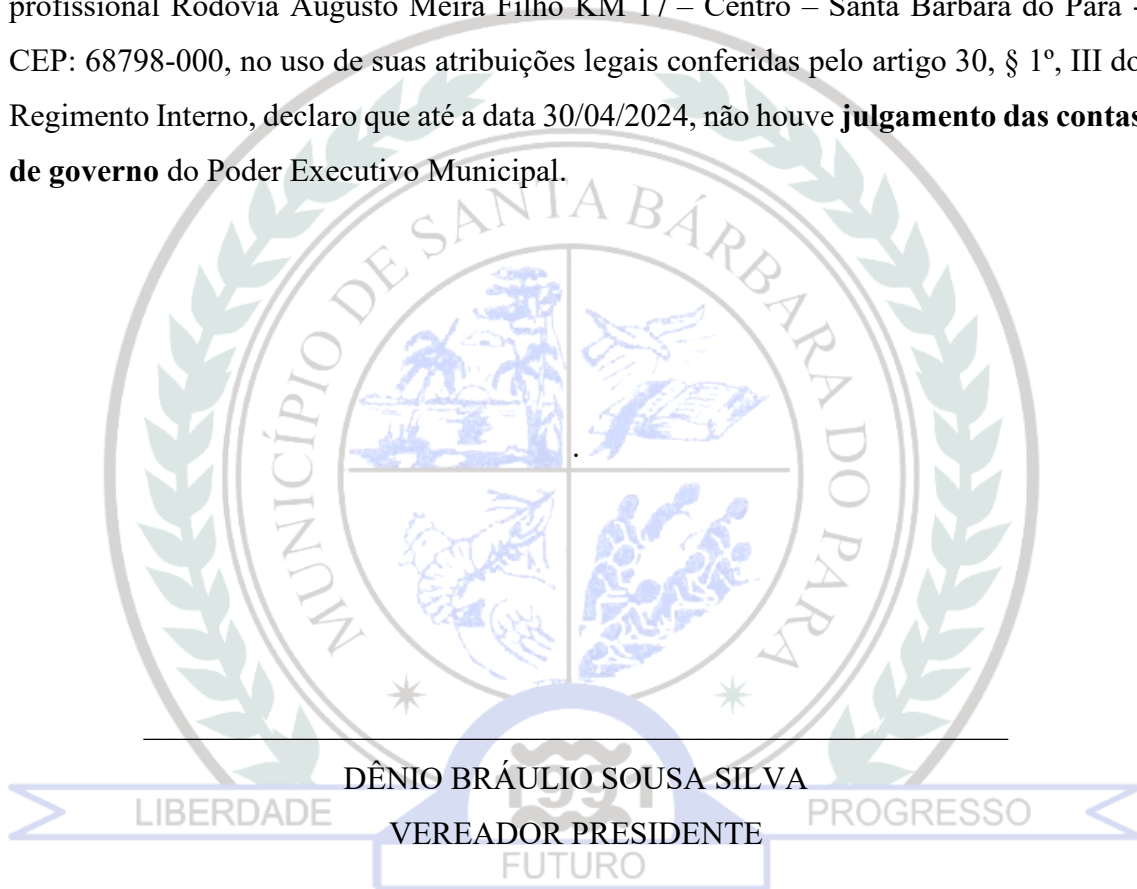 profissional Rodovia Augusto Meira Filho KM 17 – Centro – Santa Bárbara do Pará -
CEP: 68798-000, no uso de suas atribuições legais conferidas pelo artigo 30, § 1º, III do
Regimento Interno, declaro que até a data 30/04/2024, não houve julgamento das contas
de governo do Poder Executivo Municipal.
MUNICÍPIO DE SANTA BÁRBARA DO PARÁ
.
1991
DÊNIO BRÁULIO SOUSA SILVA
LIBERDADE
PROGRESSO
VEREADOR PRESIDENTE
FUTURO